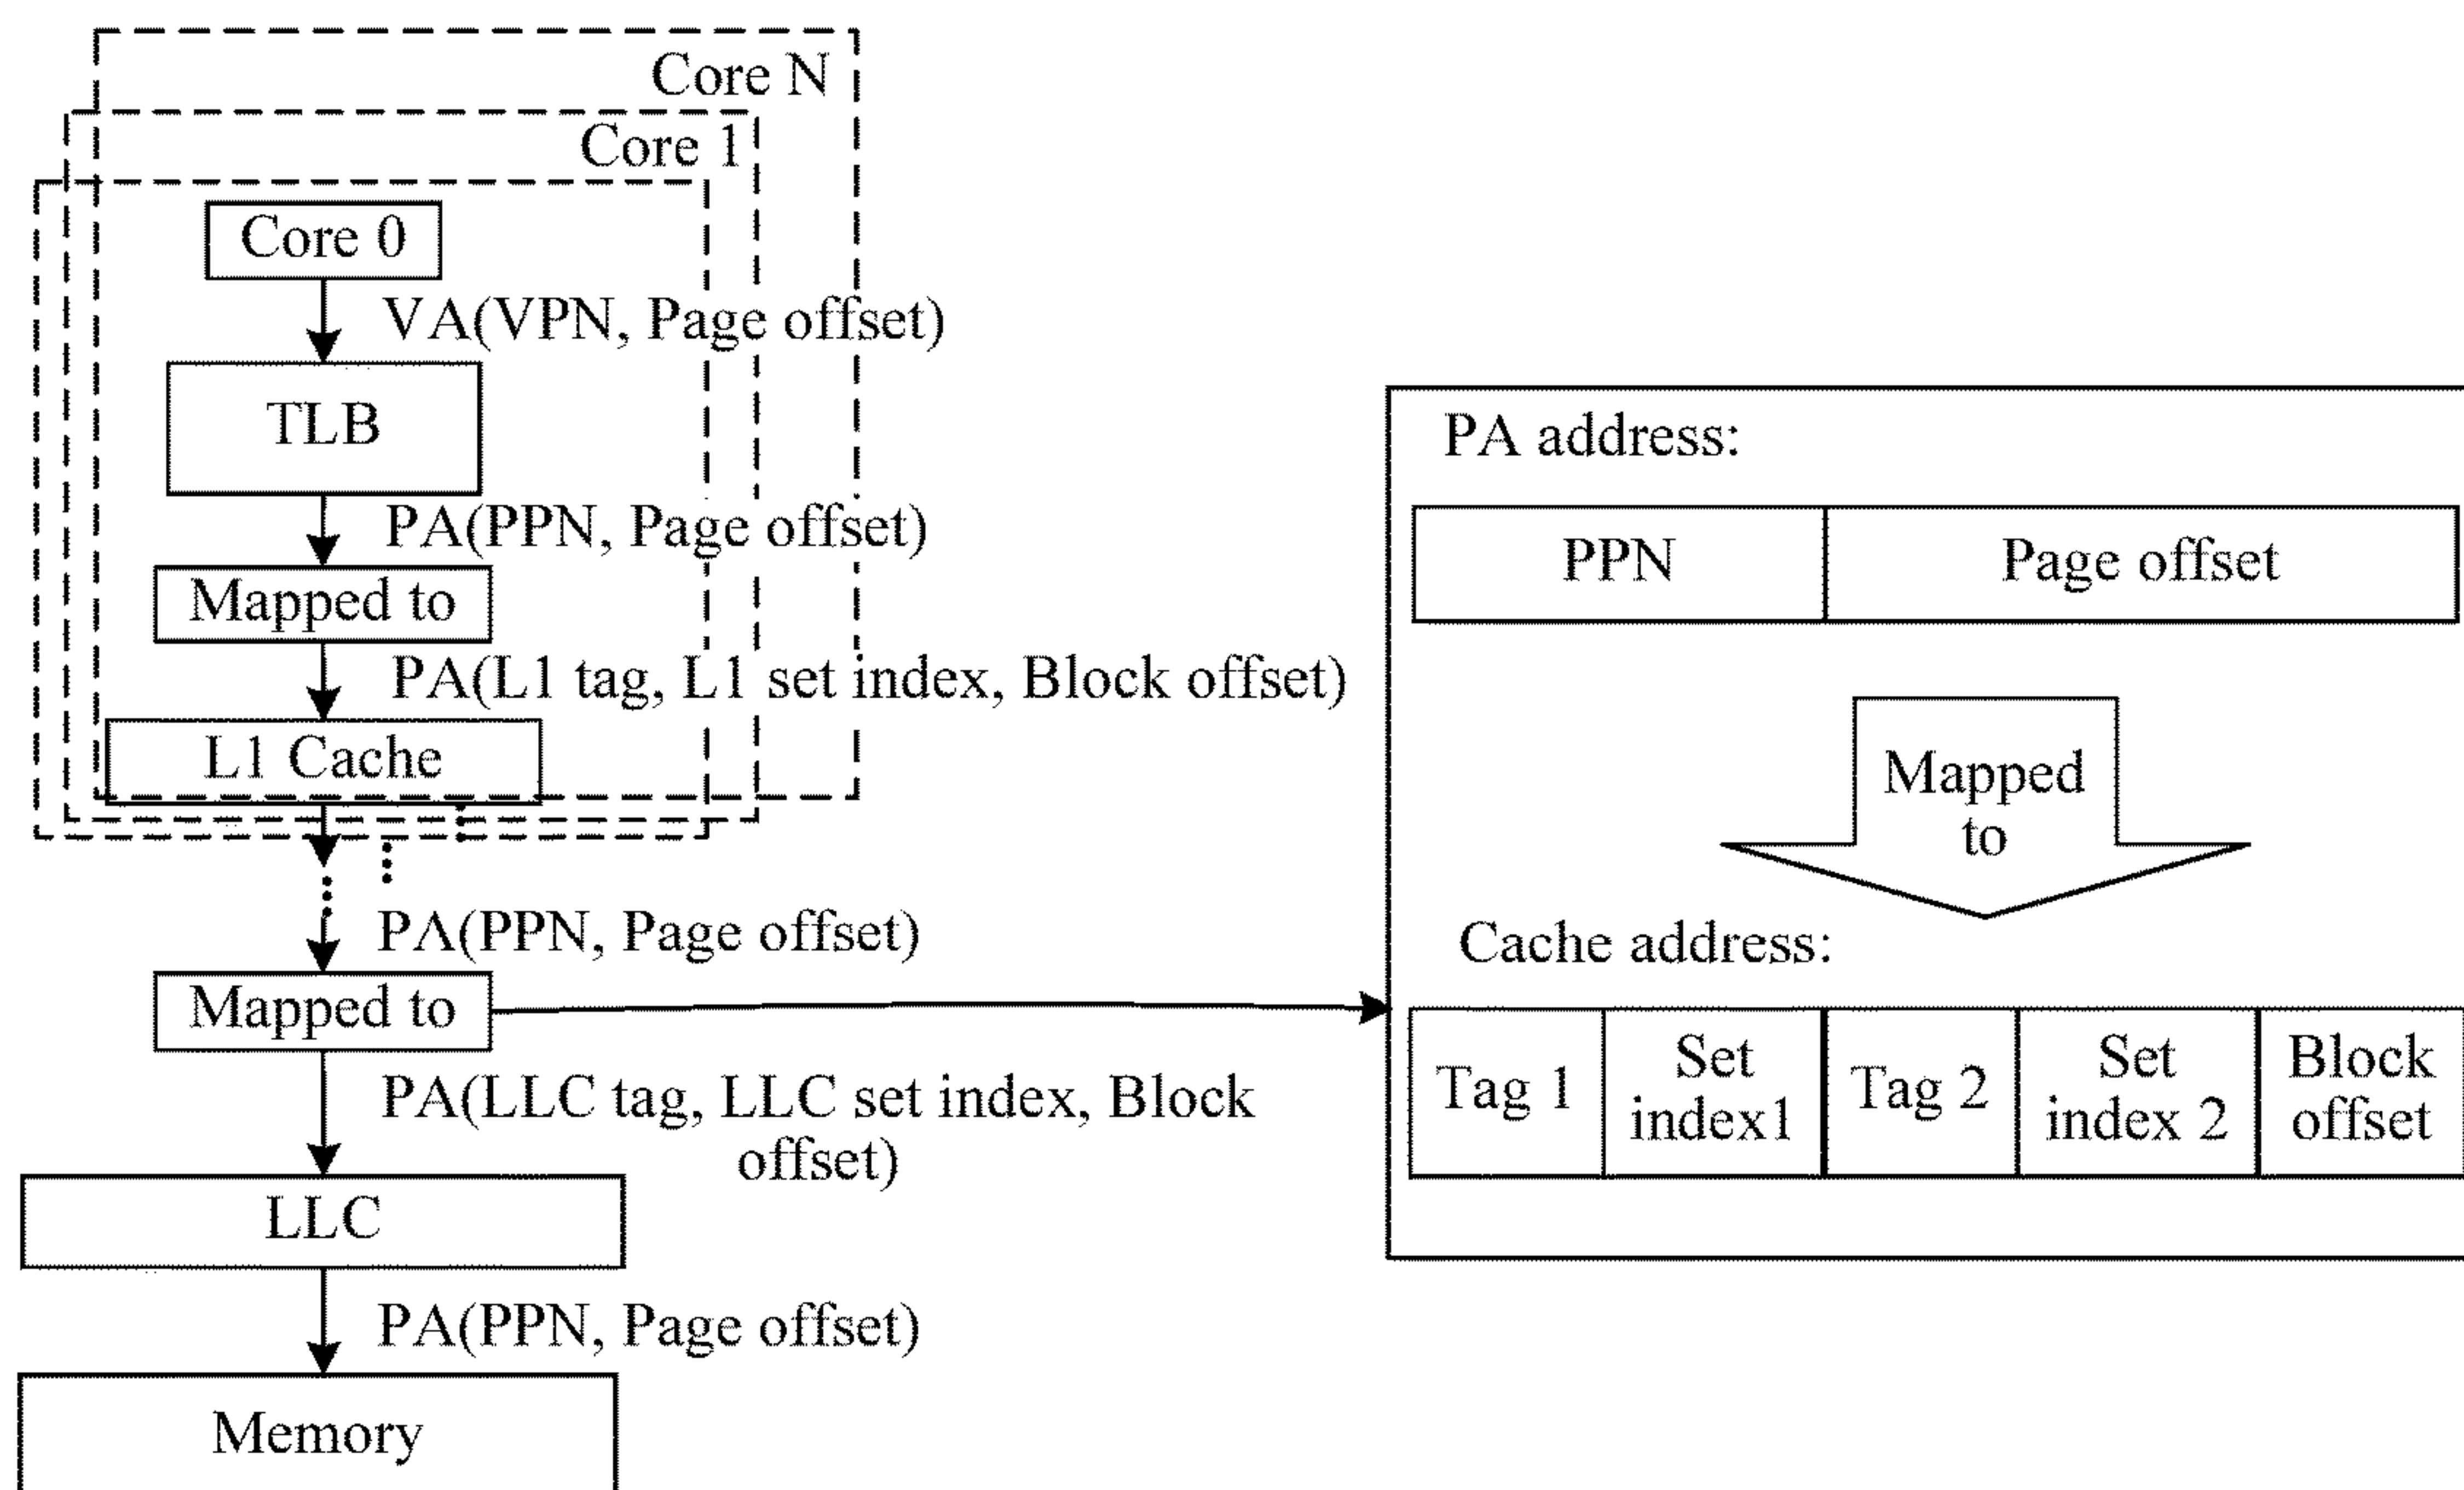 Core N
Core 1
Core 0
VA(VPN, Page offset)
TLB
PA(PPN, Page offset)
Mapped to
PA(L1 tag, L1 set index, Block offset)
L1 Cache
PA(PPN, Page offset)
Mapped to
PA(LLC tag, LLC set index, Block
offset)
LLC
PA(PPN, Page offset)
Memory
PA address:
PPN
Page offset
Mapped
to
Cache address:
Tag 1
Set
index1
Tag 2
Set
index 2
Block
offset